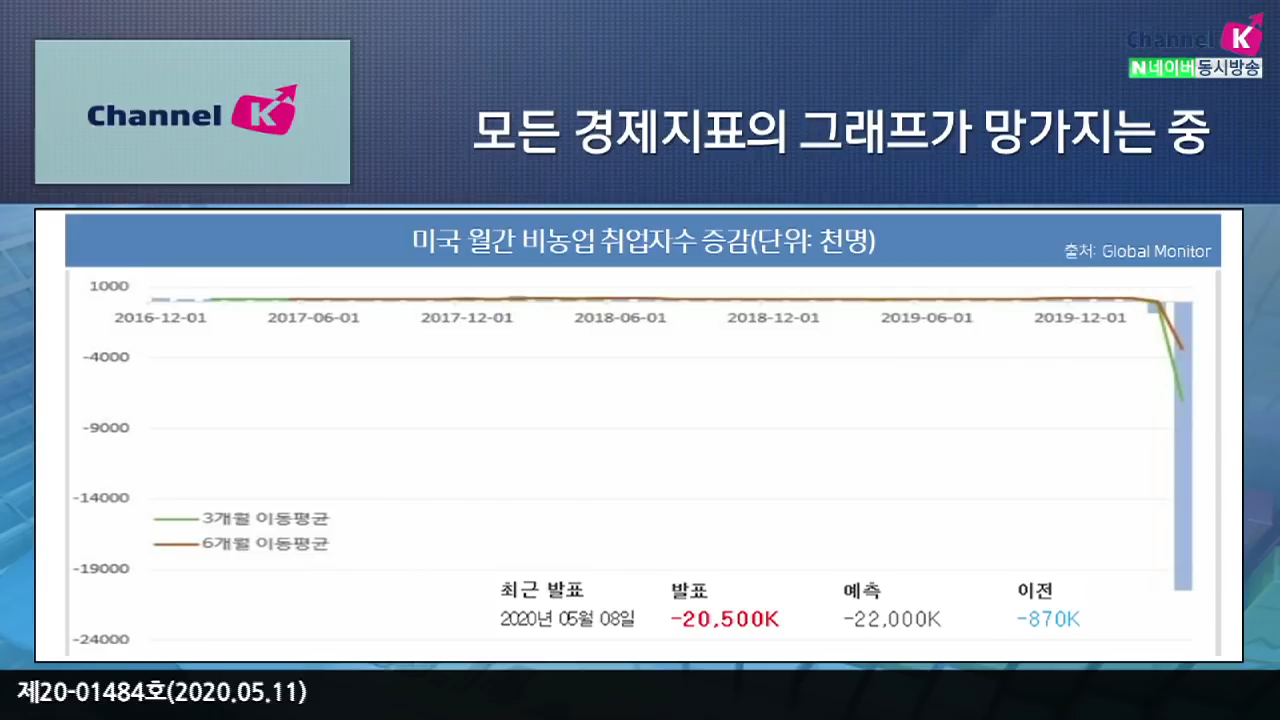 Channel K
N네이버 동시방송
Channel K
모든 경제지표의 그래프가 망가지는 중
미국 월간 비농업 취업자수 증감(단위: 천명)
출처: Global Monitor
1000
2016-12-01 2017-06-01 2017-12-01 2018-06-01 2018-12-01 2019-06-01 2019-12-01
-4000
-9000
-14000
3개월 이동평균
6개월 이동평균
-19000
최근 발표 발표 예측 이전
2020년 05월 08일 -20,500K -22,000K -870K
-24000
제20-01484호(2020.05.11)